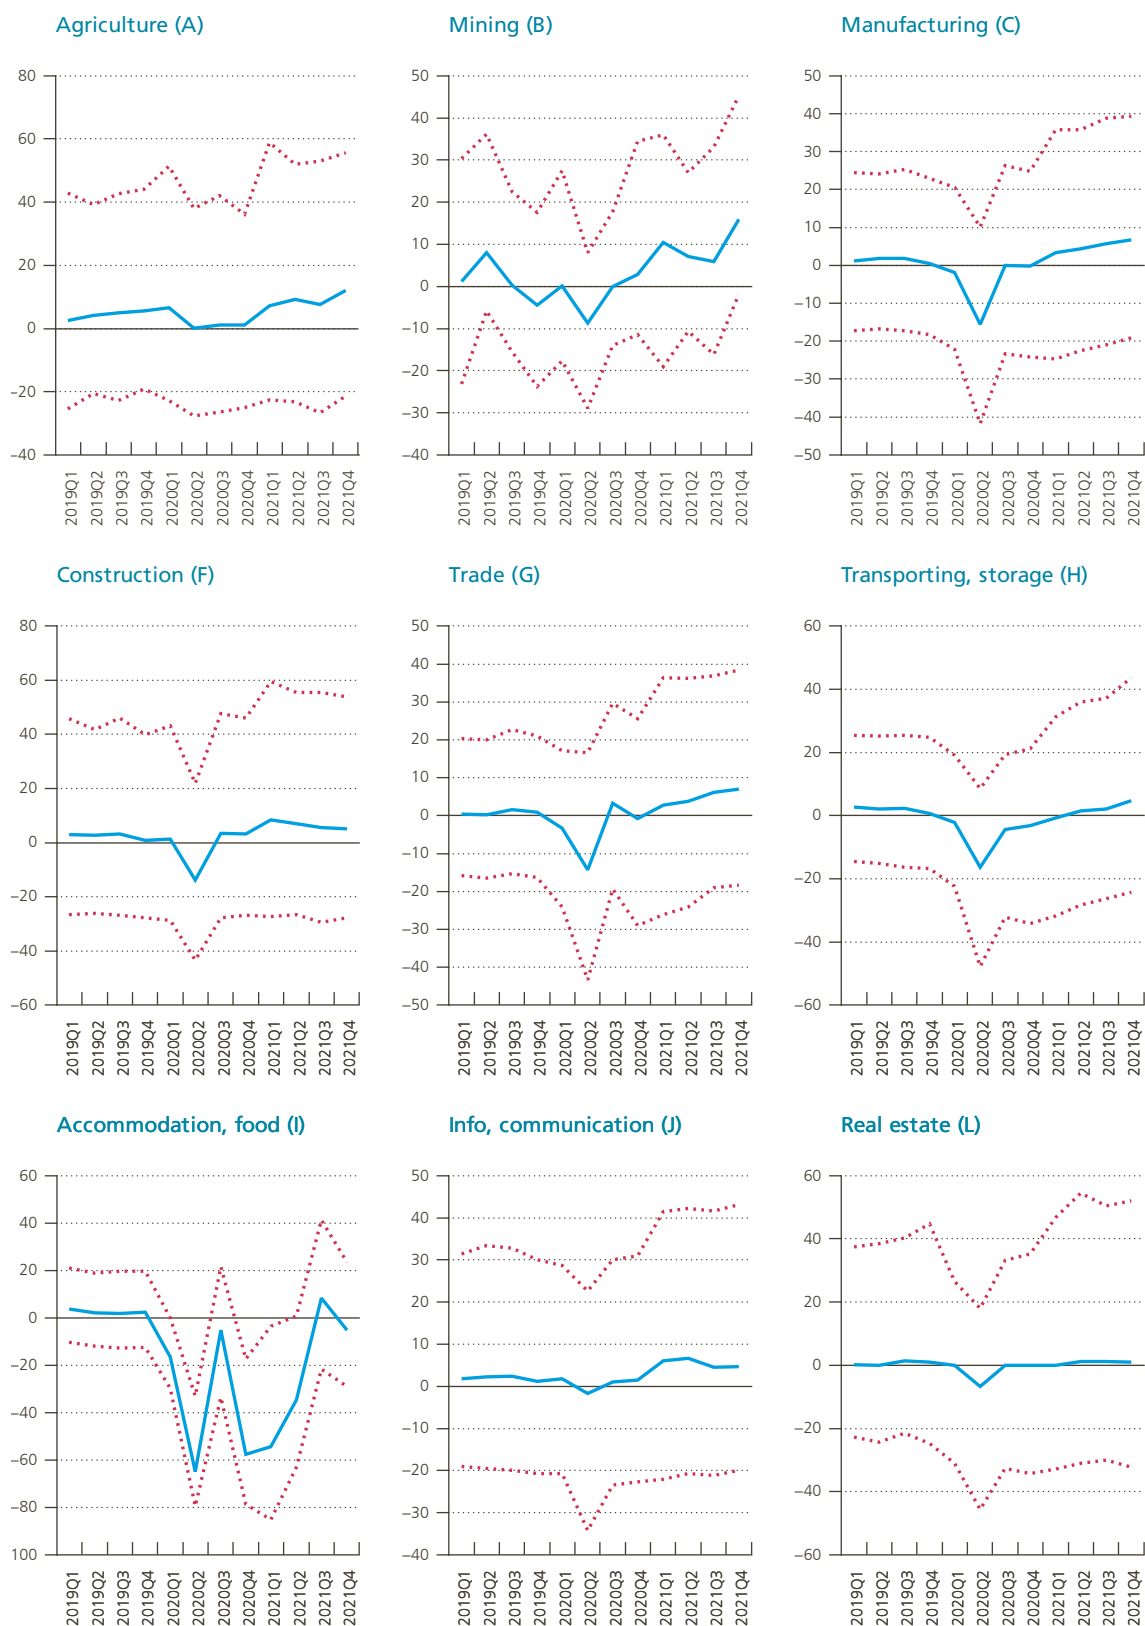 Agriculture (A)
80
60
40
20
0
–20
–40
2019Q1
2019Q2
2019Q3
2019Q4
2020Q1
2020Q2
2020Q3
2020Q4
2021Q1
2021Q2
2021Q3
2021Q4
Mining (B)
50
40
30
20
10
0
–10
–20
–30
–40
2019Q1
2019Q2
2019Q3
2019Q4
2020Q1
2020Q2
2020Q3
2020Q4
2021Q1
2021Q2
2021Q3
2021Q4
Manufacturing (C)
50
40
30
20
10
0
–10
–20
–30
–40
–50
2019Q1
2019Q2
2019Q3
2019Q4
2020Q1
2020Q2
2020Q3
2020Q4
2021Q1
2021Q2
2021Q3
2021Q4
Construction (F)
80
60
40
20
0
–20
–40
–60
2019Q1
2019Q2
2019Q3
2019Q4
2020Q1
2020Q2
2020Q3
2020Q4
2021Q1
2021Q2
2021Q3
2021Q4
Trade (G)
50
40
30
20
10
0
–10
–20
–30
–40
–50
2019Q1
2019Q2
2019Q3
2019Q4
2020Q1
2020Q2
2020Q3
2020Q4
2021Q1
2021Q2
2021Q3
2021Q4
Transporting, storage (H)
60
40
20
0
–20
–40
–60
2019Q1
2019Q2
2019Q3
2019Q4
2020Q1
2020Q2
2020Q3
2020Q4
2021Q1
2021Q2
2021Q3
2021Q4
Accommodation, food (I)
60
40
20
0
–20
–40
–60
–80
100
2019Q1
2019Q2
2019Q3
2019Q4
2020Q1
2020Q2
2020Q3
2020Q4
2021Q1
2021Q2
2021Q3
2021Q4
Info, communication (J)
50
40
30
20
10
0
–10
–20
–30
–40
2019Q1
2019Q2
2019Q3
2019Q4
2020Q1
2020Q2
2020Q3
2020Q4
2021Q1
2021Q2
2021Q3
2021Q4
Real estate (L)
60
40
20
0
–20
–40
–60
2019Q1
2019Q2
2019Q3
2019Q4
2020Q1
2020Q2
2020Q3
2020Q4
2021Q1
2021Q2
2021Q3
2021Q4